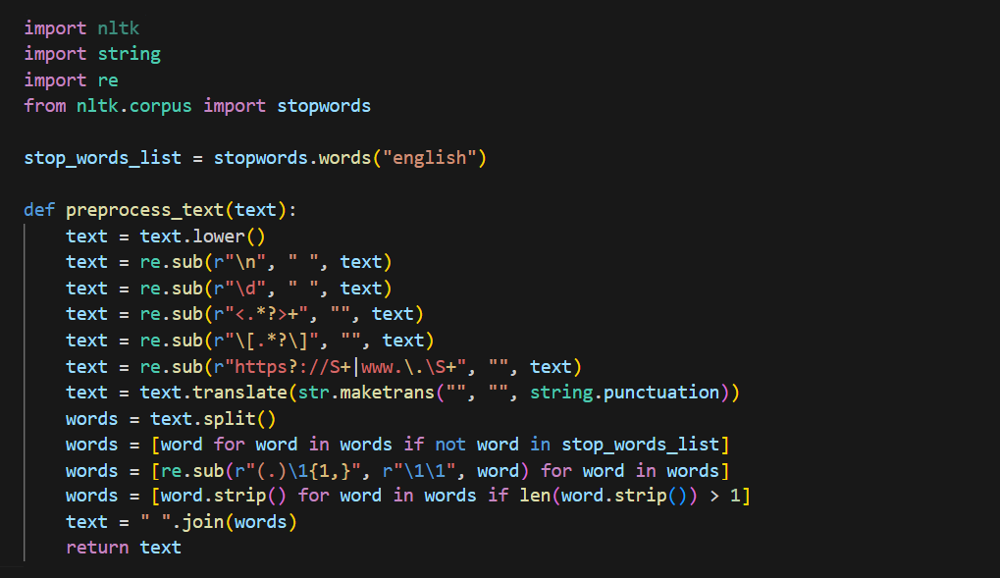 import nltk
import string
import re
from nltk.corpus import stopwords

stop_words_list = stopwords.words("english")

def preprocess_text(text):
    text = text.lower()
    text = re.sub(r"\n", " ", text)
    text = re.sub(r"\d", " ", text)
    text = re.sub(r"<.*?>+", "", text)
    text = re.sub(r"\[.*?\]", "", text)
    text = re.sub(r"https?://S+|www.\.\S+", "", text)
    text = text.translate(str.maketrans("", "", string.punctuation))
    words = text.split()
    words = [word for word in words if not word in stop_words_list]
    words = [re.sub(r"(.)\1{1,}", r"\1\1", word) for word in words]
    words = [word.strip() for word in words if len(word.strip()) > 1]
    text = " ".join(words)
    return text